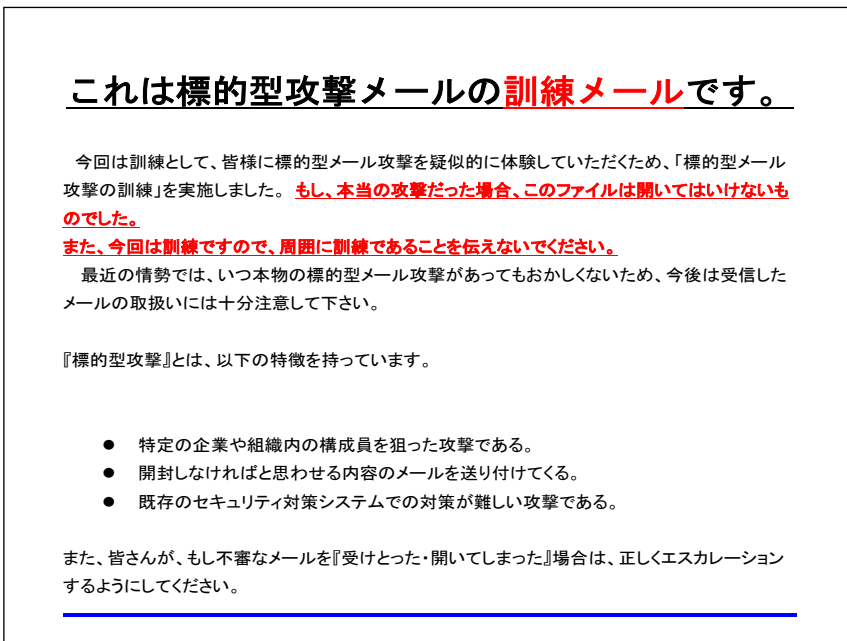 これは標的型攻撃メールの訓練メールです。
今回は訓練として、皆様に標的型メール攻撃を疑似的に体験していただくため、「標的型メール
攻撃の訓練」を実施しました。もし、本当の攻撃だった場合、このファイルは開いてはいけないも
のでした。
また、今回は訓練ですので、周囲に訓練であることを伝えないでください。
最近の情勢では、いつ本物の標的型メール攻撃があってもおかしくないため、今後は受信した
メールの取扱いには十分注意して下さい。
『標的型攻撃』とは、以下の特徴を持っています。
● 特定の企業や組織内の構成員を狙った攻撃である。
● 開封しなければと思わせる内容のメールを送り付けてくる。
● 既存のセキュリティ対策システムでの対策が難しい攻撃である。
また、皆さんが、もし不審なメールを『受けとった・開いてしまった』場合は、正しくエスカレーション
するようにしてください。